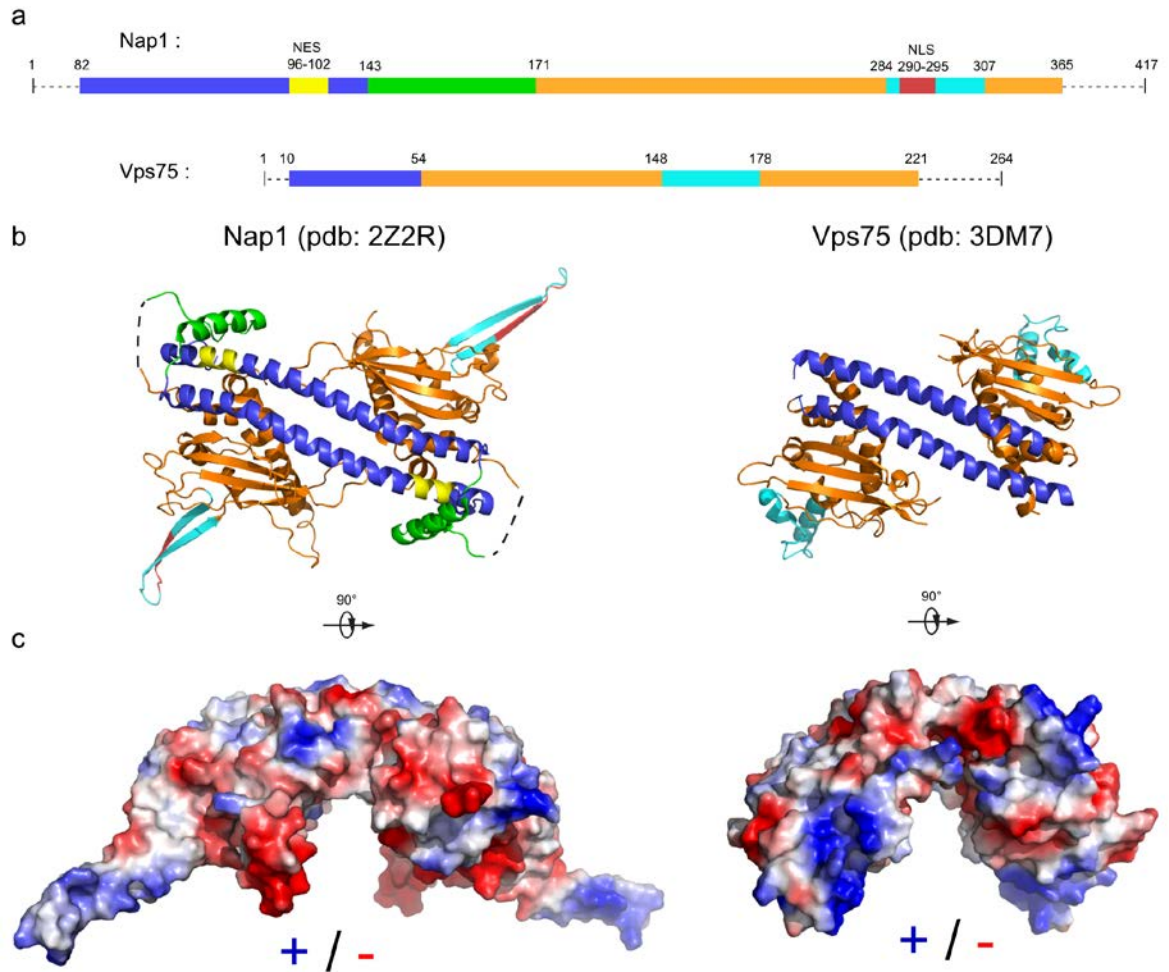 a
Nap1 :
NES
NLS
1 82 96-102 143 171 284 290-295 307 365 417
Vps75 :
1 10 54 148 178 221 264
b
Nap1 (pdb: 2Z2R)
Vps75 (pdb: 3DM7)
90°
90°
c
+ / -
+ / -